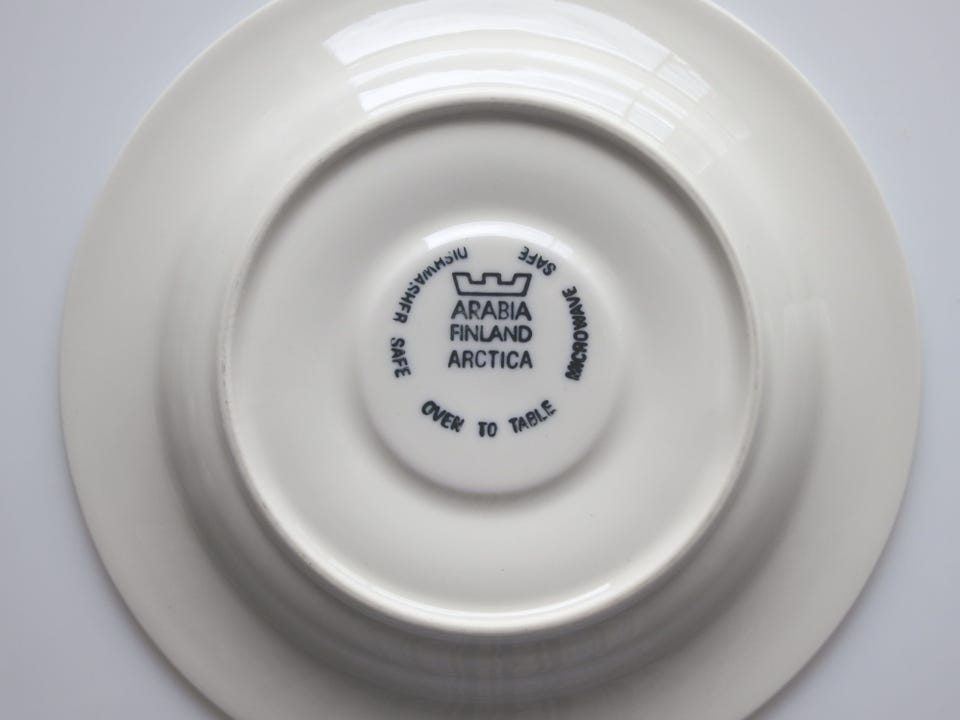 ARABIA
FINLAND
ARCTICA
DISHWASHER SAFE
OVEN TO TABLE
MICROWAVE SAFE